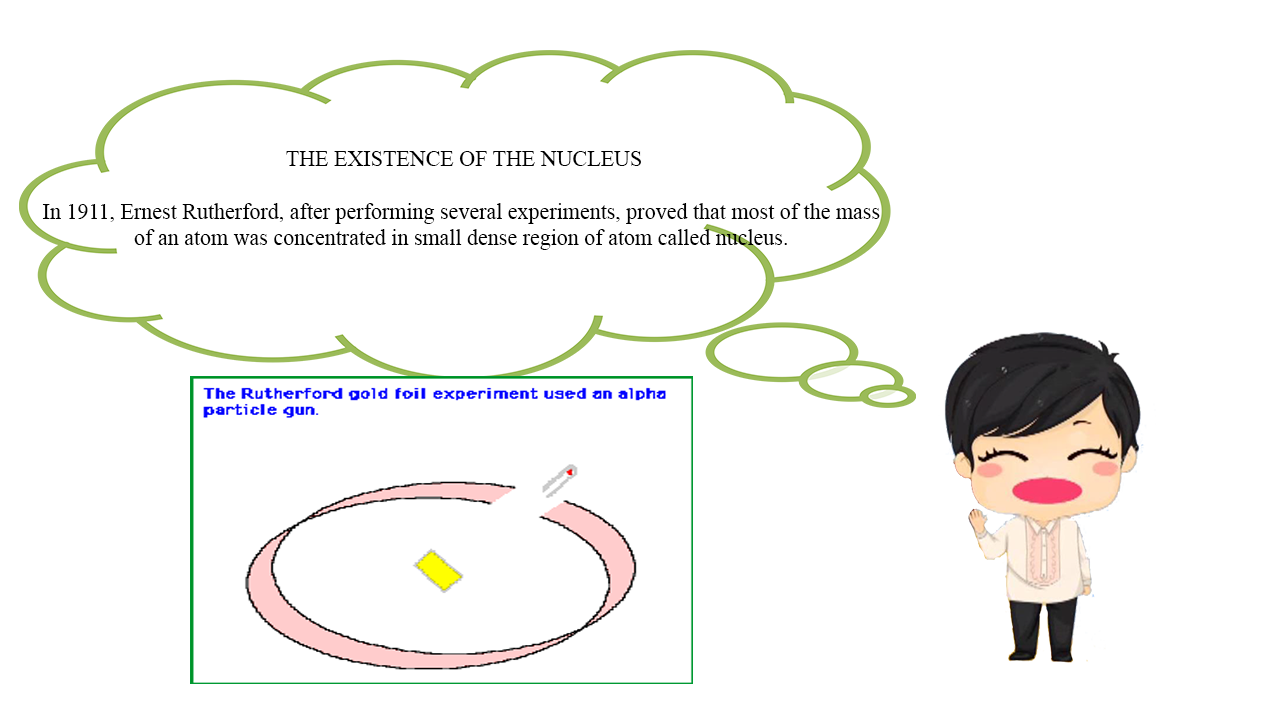 THE EXISTENCE OF THE NUCLEUS
In 1911, Ernest Rutherford, after performing several experiments, proved that most of the mass
of an atom was concentrated in small dense region of atom called nucleus.
The Rutherford gold foil experiment used an alpha
particle gun.